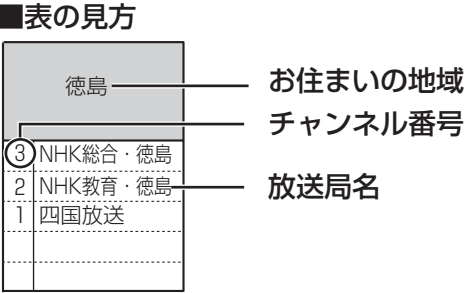 ■表の見方
徳島
お住まいの地域
チャンネル番号
3 NHK総合・徳島
2 NHK教育・徳島
放送局名
1 四国放送